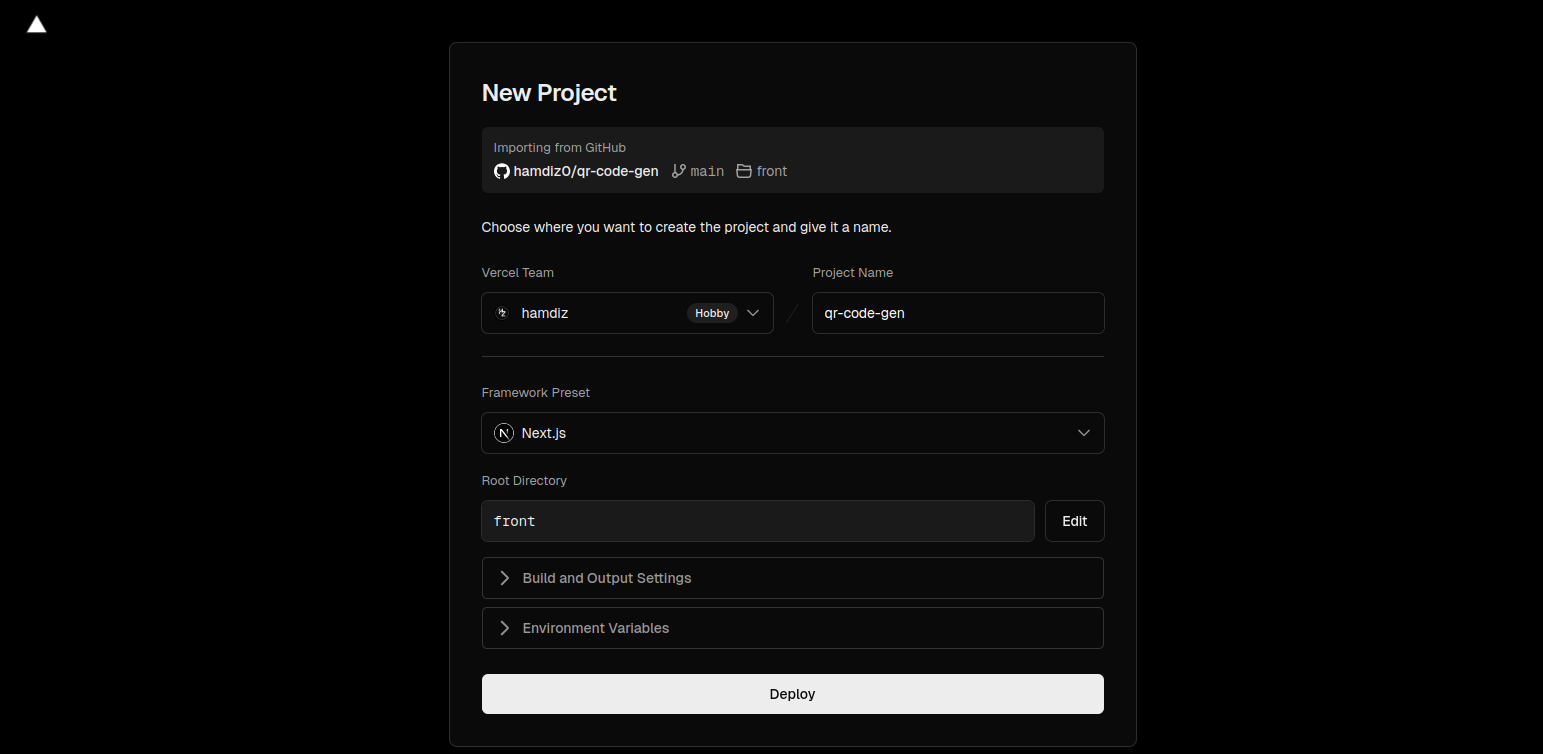 New Project
Importing from GitHub
hamdiz0/qr-code-gen main front
Choose where you want to create the project and give it a name.
Vercel Team Project Name
hamdiz Hobby / qr-code-gen
Framework Preset
Next.js
Root Directory
front Edit
Build and Output Settings
Environment Variables
Deploy